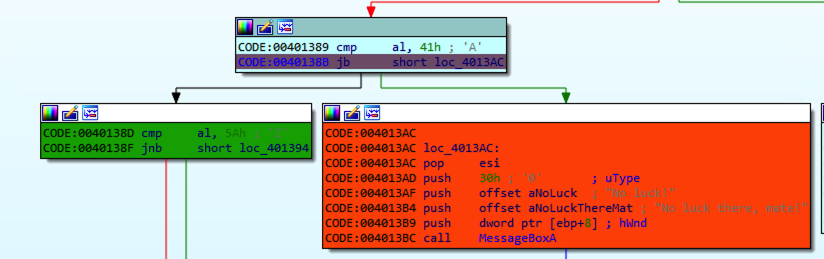 CODE:00401389 cmp al, 41h ; 'A'
CODE:0040138B jb short loc_4013AC
CODE:0040138D cmp al, 5Ah ; 'Z'
CODE:0040138F jnb short loc_401394
CODE:004013AC
CODE:004013AC loc_4013AC:
CODE:004013AC pop esi
CODE:004013AD push 30h ; '0' ; uType
CODE:004013AF push offset aNoLuck ; "No luck!"
CODE:004013B4 push offset aNoLuckThereMat ; "No luck there, mate!"
CODE:004013B9 push dword ptr [ebp+8] ; hWnd
CODE:004013BC call MessageBoxA